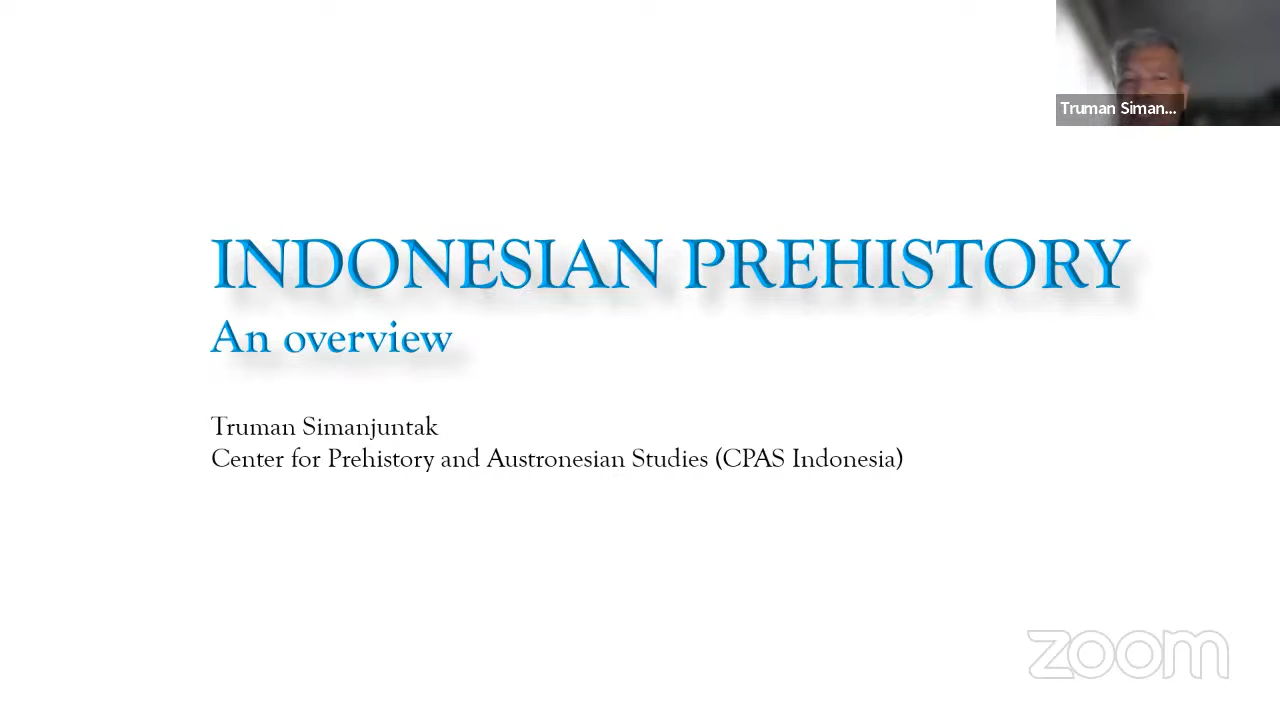 Truman Siman...
INDONESIAN PREHISTORY
An overview
Truman Simanjuntak
Center for Prehistory and Austronesian Studies (CPAS Indonesia)
zoom